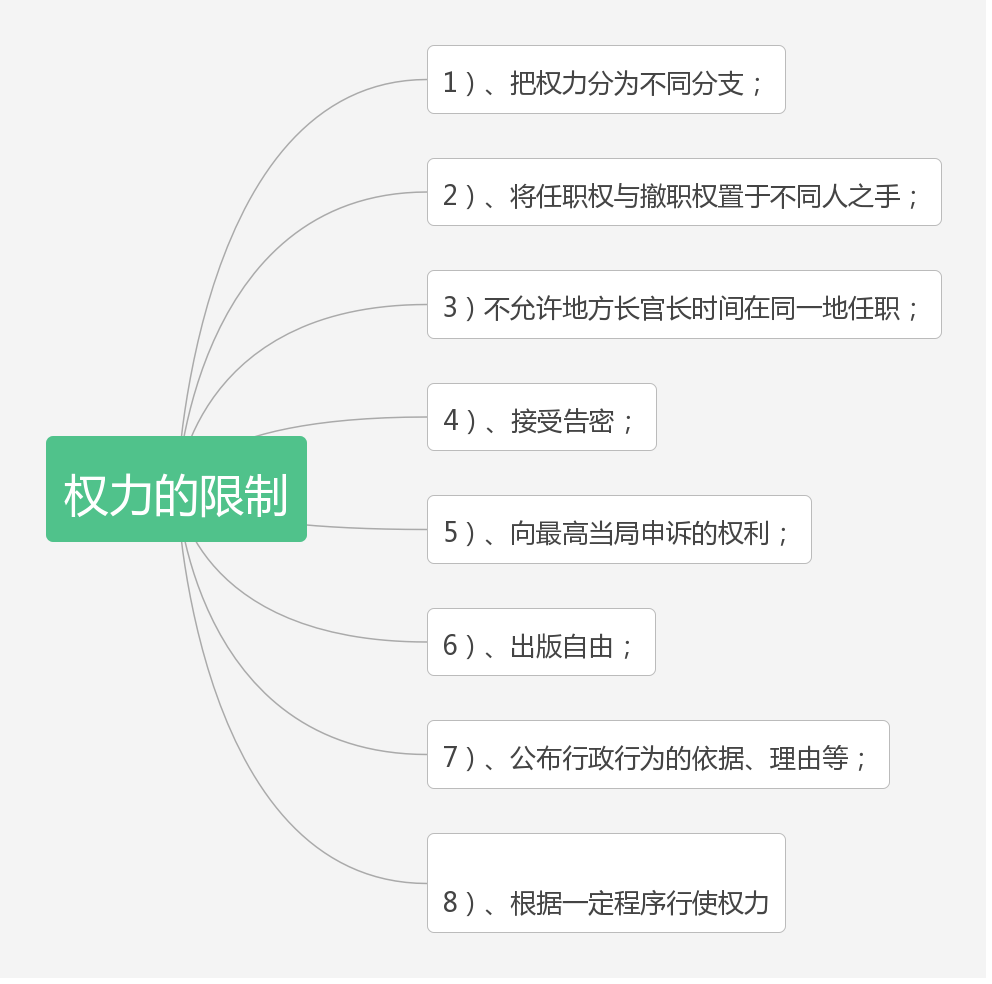 权力的限制
1）、把权力分为不同分支；
2）、将任职权与撤职权置于不同人之手；
3）不允许地方长官长时间在同一地任职；
4）、接受告密；
5）、向最高当局申诉的权利；
6）、出版自由；
7）、公布行政行为的依据、理由等；
8）、根据一定程序行使权力